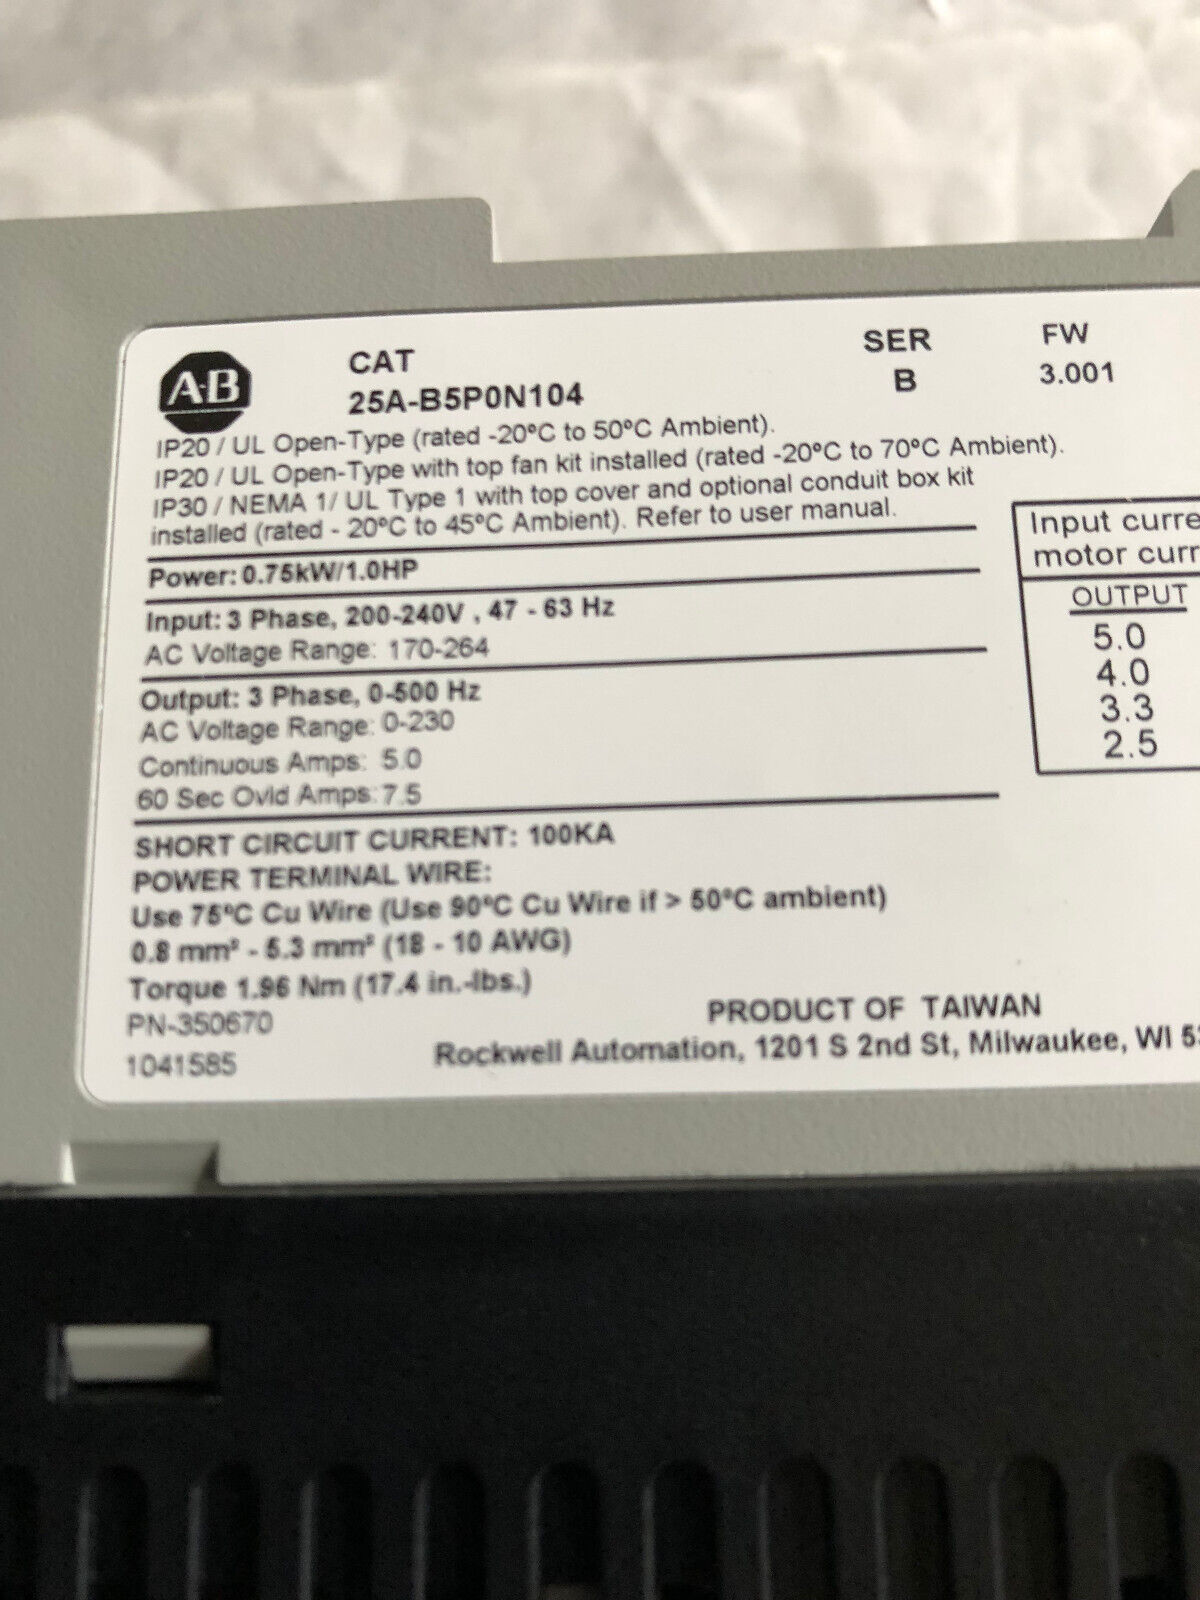 A-B
CAT
25A-B5P0N104
SER
B
FW
3.001
IP20 / UL Open-Type (rated -20°C to 50°C Ambient).
IP20 / UL Open-Type with top fan kit installed (rated -20°C to 70°C Ambient).
IP30 / NEMA 1/ UL Type 1 with top cover and optional conduit box kit
installed (rated - 20°C to 45°C Ambient). Refer to user manual.
Power: 0.75kW/1.0HP
Input: 3 Phase, 200-240V , 47 - 63 Hz
AC Voltage Range: 170-264
Output: 3 Phase, 0-500 Hz
AC Voltage Range: 0-230
Continuous Amps: 5.0
60 Sec Ovld Amps: 7.5
SHORT CIRCUIT CURRENT: 100KA
POWER TERMINAL WIRE:
Use 75°C Cu Wire (Use 90°C Cu Wire if > 50°C ambient)
0.8 mm² - 5.3 mm² (18 - 10 AWG)
Torque 1.96 Nm (17.4 in.-lbs.)
PN-350670
1041585
PRODUCT OF TAIWAN
Rockwell Automation, 1201 S 2nd St, Milwaukee, WI
Input
motor
OUTPUT
5.0
4.0
3.3
2.5